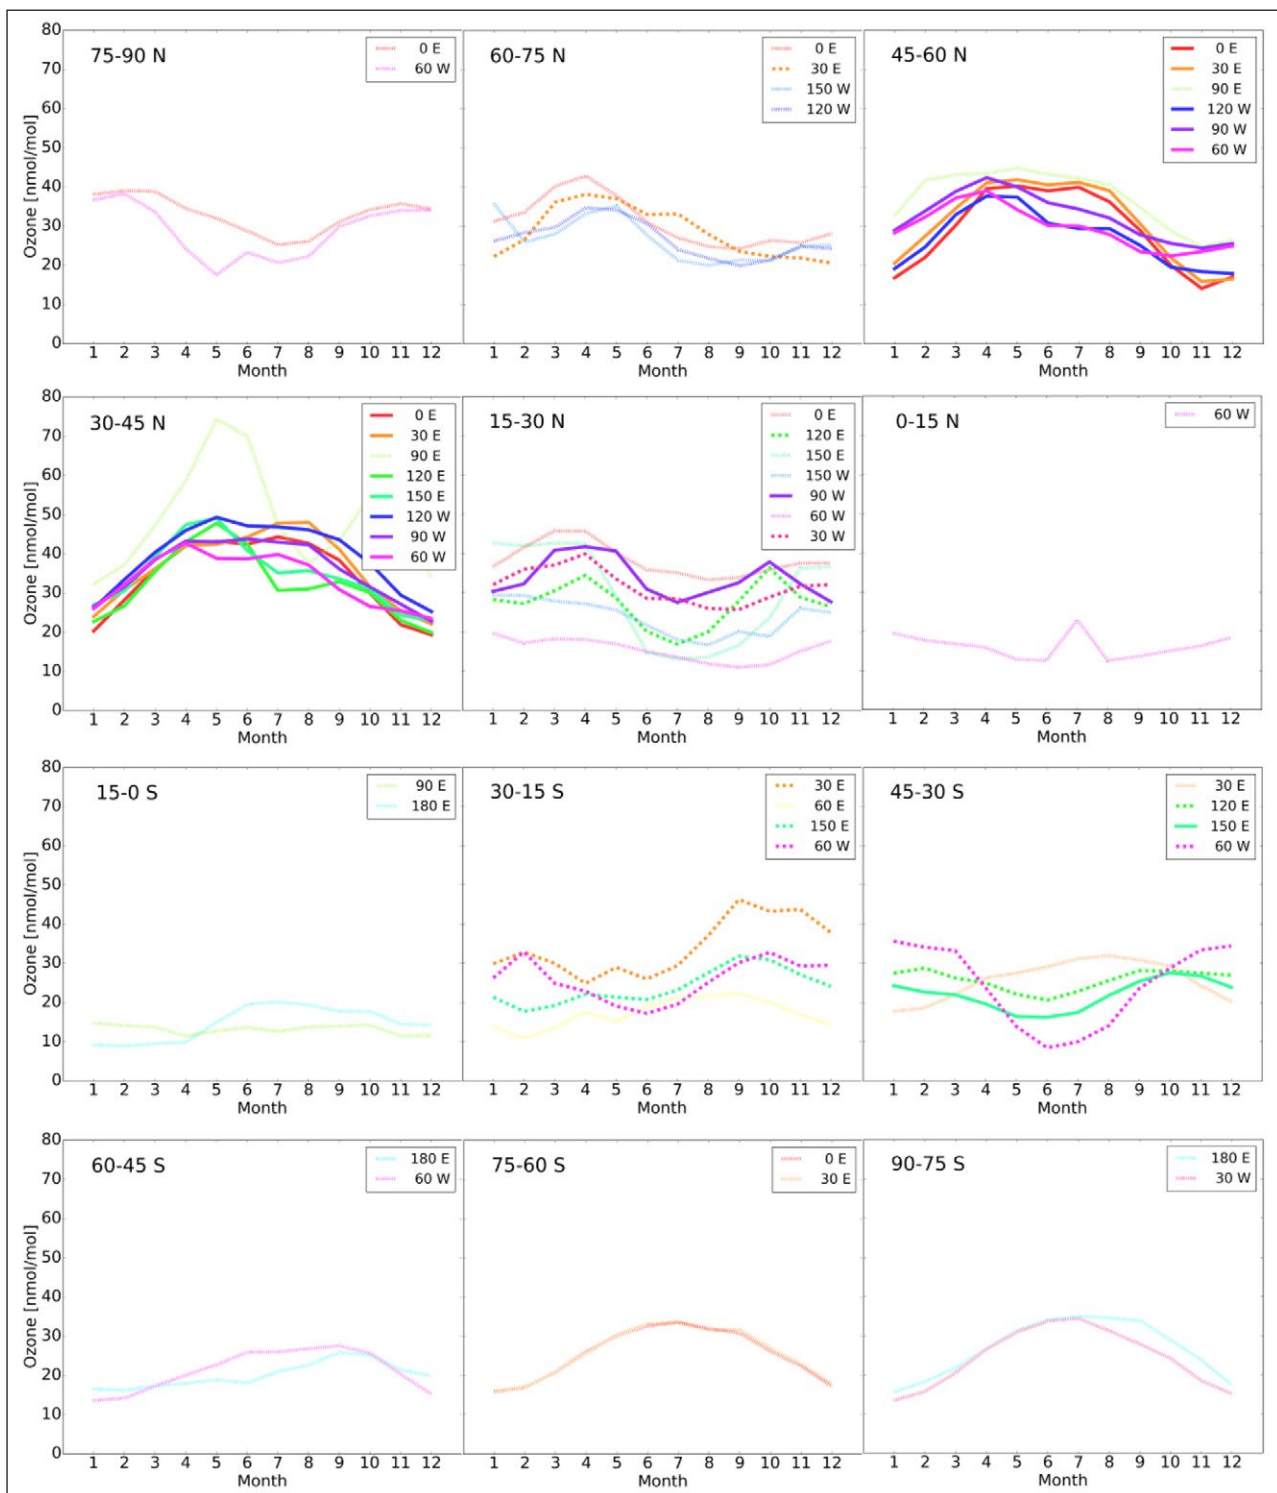 80
70
60
50
40
30
20
10
0
Ozone [nmol/mol]
75-90 N
0 E
60 W
1 2 3 4 5 6 7 8 9 10 11 12
Month
60-75 N
0 E
30 E
150 W
120 W
1 2 3 4 5 6 7 8 9 10 11 12
Month
45-60 N
0 E
30 E
90 E
120 W
90 W
60 W
1 2 3 4 5 6 7 8 9 10 11 12
Month
80
70
60
50
40
30
20
10
0
Ozone [nmol/mol]
30-45 N
0 E
30 E
90 E
120 E
150 E
120 W
90 W
60 W
1 2 3 4 5 6 7 8 9 10 11 12
Month
15-30 N
0 E
120 E
150 E
150 W
90 W
60 W
30 W
1 2 3 4 5 6 7 8 9 10 11 12
Month
0-15 N
60 W
1 2 3 4 5 6 7 8 9 10 11 12
Month
80
70
60
50
40
30
20
10
0
Ozone [nmol/mol]
15-0 S
90 E
180 E
1 2 3 4 5 6 7 8 9 10 11 12
Month
30-15 S
30 E
60 E
150 E
60 W
1 2 3 4 5 6 7 8 9 10 11 12
Month
45-30 S
30 E
120 E
150 E
60 W
1 2 3 4 5 6 7 8 9 10 11 12
Month
80
70
60
50
40
30
20
10
0
Ozone [nmol/mol]
60-45 S
180 E
60 W
1 2 3 4 5 6 7 8 9 10 11 12
Month
75-60 S
0 E
30 E
1 2 3 4 5 6 7 8 9 10 11 12
Month
90-75 S
180 E
30 W
1 2 3 4 5 6 7 8 9 10 11 12
Month